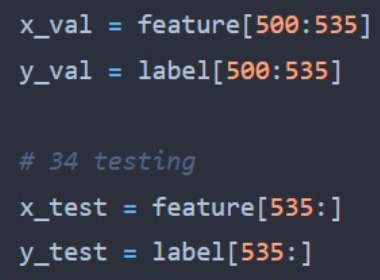 x_val = feature[500:535]
y_val = label[500:535]
# 34 testing
x_test = feature[535:]
y_test = label[535:]